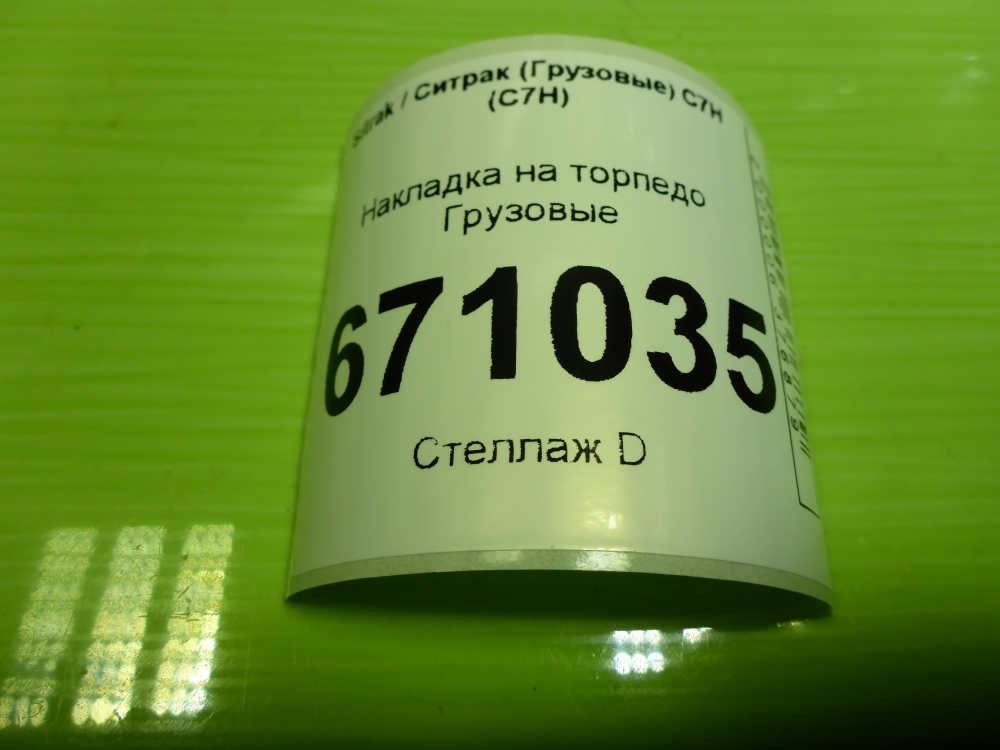 Sitrak / Ситрак (Грузовые) C7H
(C7H)
Накладка на торпедо
Грузовые
671035
Стеллаж D